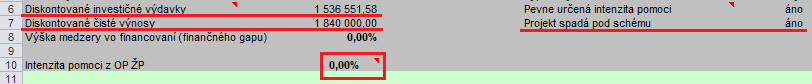 6 Diskontované investičné výdavky 1 536 551,58 Pevne určená intenzita pomoci áno
7 Diskontované čisté výnosy 1 840 000,00 Projekt spadá pod schému áno
8 Výška medzery vo financovaní (finančného gapu) 0,00%
9
10 Intenzita pomoci z OP ŽP 0,00%
11